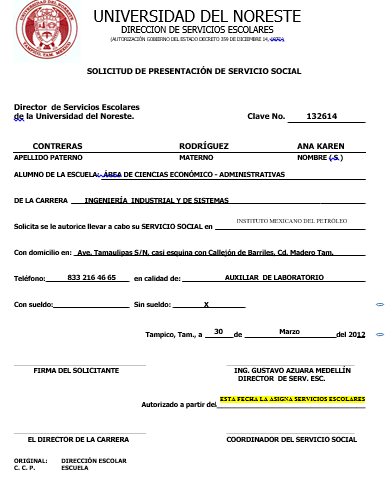 UNIVERSIDAD DEL NORESTE
DIRECCION DE SERVICIOS ESCOLARES
(AUTORIZACIÓN GOBIERNO DEL ESTADO DECRETO 359 DE DICIEMBRE 14, 1970)
SOLICITUD DE PRESENTACIÓN DE SERVICIO SOCIAL
Director de Servicios Escolares
de la Universidad del Noreste. Clave No. 132614
CONTRERAS RODRÍGUEZ ANA KAREN
APELLIDO PATERNO MATERNO NOMBRE ( S )
ALUMNO DE LA ESCUELA: ÁREA DE CIENCIAS ECONÓMICO - ADMINISTRATIVAS
DE LA CARRERA INGENIERÍA INDUSTRIAL Y DE SISTEMAS
Solicita se le autorice llevar a cabo su SERVICIO SOCIAL en INSTITUTO MEXICANO DEL PETRÓLEO
Con domicilio en: Ave. Tamaulipas S/N, casi esquina con Callejón de Barriles, Cd. Madero Tam.
Teléfono: 833 216 46 65 en calidad de: AUXILIAR DE LABORATORIO
Con sueldo: Sin sueldo: X
Tampico, Tam., a 30 de Marzo del 2012
FIRMA DEL SOLICITANTE ING. GUSTAVO AZUARA MEDELLÍN
DIRECTOR DE SERV. ESC.
Autorizado a partir del ESTA FECHA LA ASIGNA SERVICIOS ESCOLARES
EL DIRECTOR DE LA CARRERA COORDINADOR DEL SERVICIO SOCIAL
ORIGINAL: DIRECCIÓN ESCOLAR
C. C. P. ESCUELA